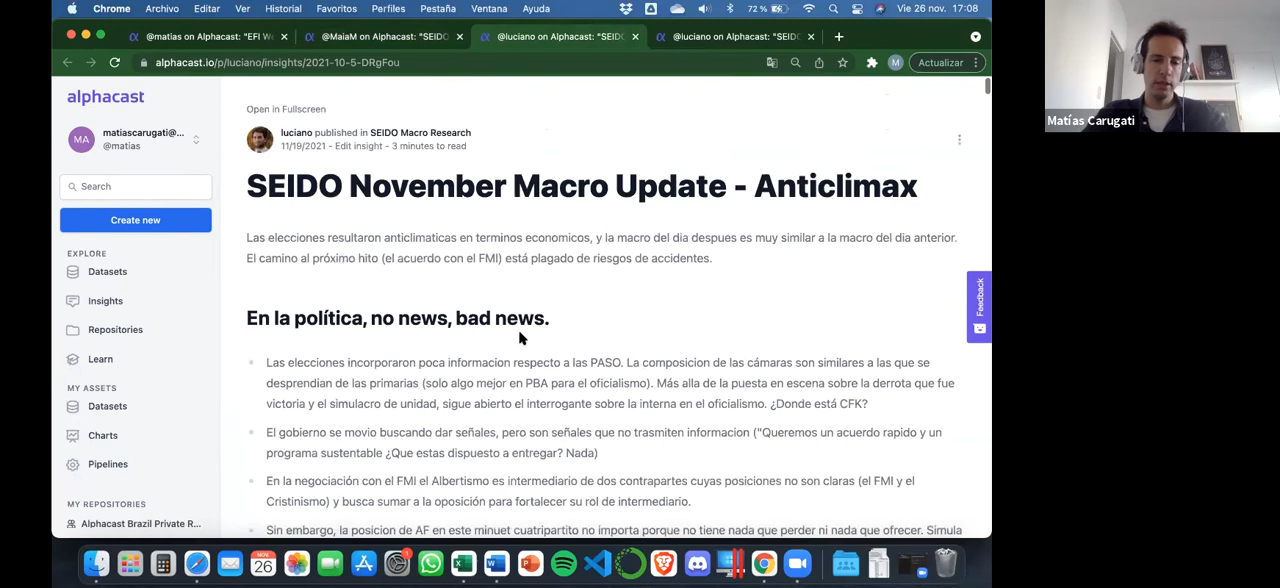 Chrome Archivo Editar Ver Historial Favoritos Perfiles Pestaña Ventana Ayuda 72 % Vie 26 nov. 17:08
@matias on Alphacast: "EFI We × @MaiaM on Alphacast: "SEIDO × @luciano on Alphacast: "SEIDO × @luciano on Alphacast: "SEIDO × +
alphacast.io/p/luciano/insights/2021-10-5-DRgFou M Actualizar
alphacast
MA matiascarugati@...
@matias
Search
Create new
EXPLORE
Datasets
Insights
Repositories
Learn
MY ASSETS
Datasets
Charts
Pipelines
MY REPOSITORIES
Alphacast Brazil Private R...
Open in Fullscreen
luciano published in SEIDO Macro Research
11/19/2021 - Edit insight - 3 minutes to read
SEIDO November Macro Update - Anticlimax
Las elecciones resultaron anticlimaticas en terminos economicos, y la macro del dia despues es muy similar a la macro del dia anterior.
El camino al próximo hito (el acuerdo con el FMI) está plagado de riesgos de accidentes.
En la política, no news, bad news.
Las elecciones incorporaron poca informacion respecto a las PASO. La composicion de las cámaras son similares a las que se
desprendian de las primarias (solo algo mejor en PBA para el oficialismo). Más alla de la puesta en escena sobre la derrota que fue
victoria y el simulacro de unidad, sigue abierto el interrogante sobre la interna en el oficialismo. ¿Donde está CFK?
El gobierno se movio buscando dar señales, pero son señales que no trasmiten informacion ("Queremos un acuerdo rapido y un
programa sustentable ¿Que estas dispuesto a entregar? Nada)
En la negociación con el FMI el Albertismo es intermediario de dos contrapartes cuyas posiciones no son claras (el FMI y el
Cristinismo) y busca sumar a la oposición para fortalecer su rol de intermediario.
Sin embargo, la posicion de AF en este minuet cuatripartito no importa porque no tiene nada que perder ni nada que ofrecer. Simula
Feedback
NOV
26
1
Matías Carugati